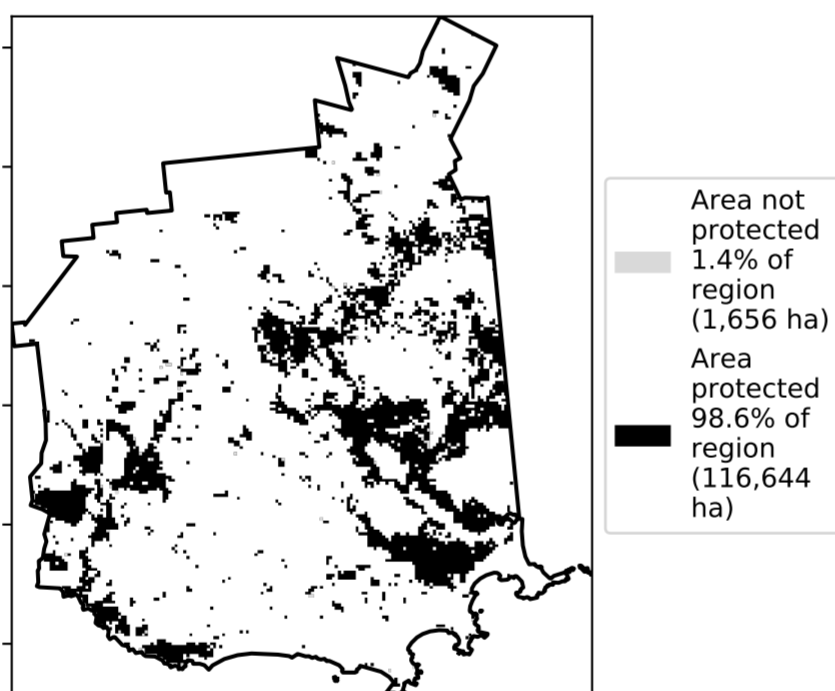 Area not
protected
1.4% of
region
(1,656 ha)
Area
protected
98.6% of
region
(116,644
ha)